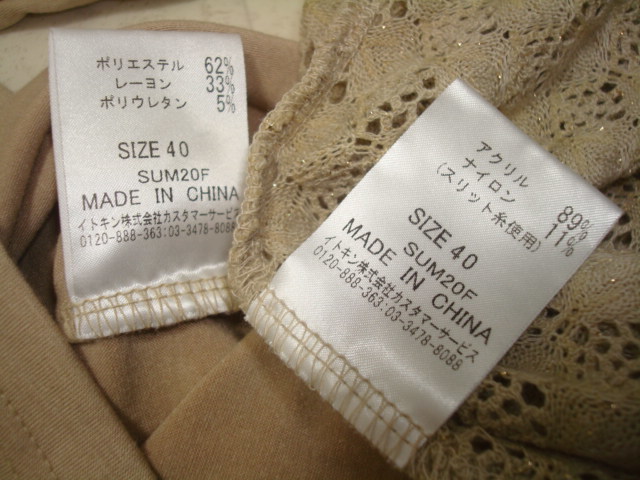 ポリエステル 62%
レーヨン 33%
ポリウレタン 5%
SIZE 40
SUM20F
MADE IN CHINA
イトキン株式会社カスタマーサービス
0120-888-363:03-3478-8088
アクリル 89%
ナイロン 11%
(スリット糸使用)
SIZE 40
SUM20F
MADE IN CHINA
イトキン株式会社カスタマーサービス
0120-888-363:03-3478-8088